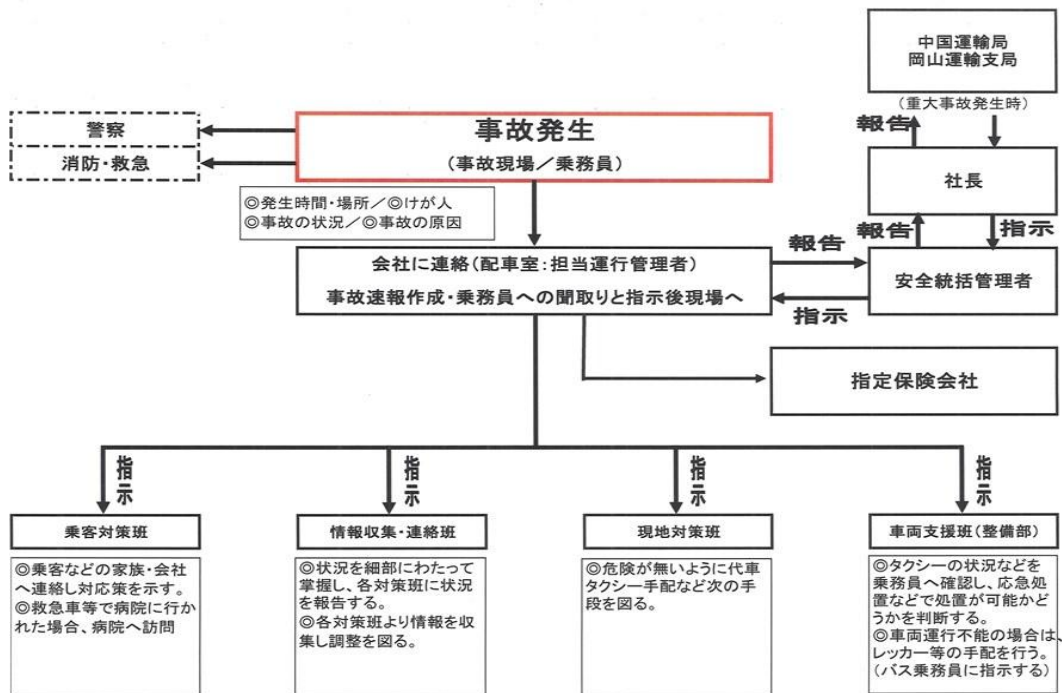 中国運輸局
岡山運輸支局
(重大事故発生時)
報告
社長
警察
消防・救急
事故発生
(事故現場/乗務員)
◎発生時間・場所/◎けが人
◎事故の状況/◎事故の原因
会社に連絡(配車室:担当運行管理者)
事故速報作成・乗務員への聞取りと指示後現場へ
報告
報告
指示
安全統括管理者
指示
指定保険会社
指示
指示
指示
指示
乗客対策班
◎乗客などの家族・会社
へ連絡し対応策を示す。
◎救急車等で病院に行か
れた場合、病院へ訪問
情報収集・連絡班
◎状況を細部にわたって
掌握し、各対策班に状況
を報告する。
◎各対策班より情報を収
集し調整を図る。
現地対策班
◎危険が無いように代車
タクシー手配など次の手
段を図る。
車両支援班(整備部)
◎タクシーの状況などを
乗務員へ確認し、応急処
置などで処置が可能かど
うかを判断する。
◎車両運行不能の場合は、
レッカー等の手配を行う。
(バス乗務員に指示する)